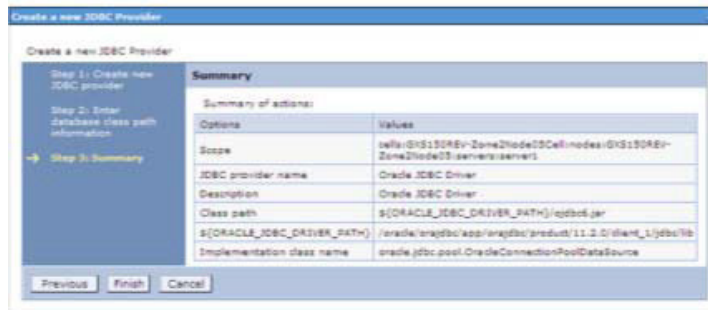 Create a new JDBC Provider
Create a new JDBC Provider
Step 1: Create new
JDBC provider
Step 2: Enter
database class path
information
Step 3: Summary
Summary
Summary of actions:
Options Values
Scope cells:GXS150REV-Zone2Node03Cell:nodes:GXS150REV-
Zone2Node03:servers:server1
JDBC provider name Oracle JDBC Driver
Description Oracle JDBC Driver
Class path ${ORACLE_JDBC_DRIVER_PATH}/ojdbc6.jar
${ORACLE_JDBC_DRIVER_PATH} /oracle/orajdbc/app/orajdbc/product/11.2.0/client_1/jdbc/lib
Implementation class name oracle.jdbc.pool.OracleConnectionPoolDataSource
Previous Finish Cancel